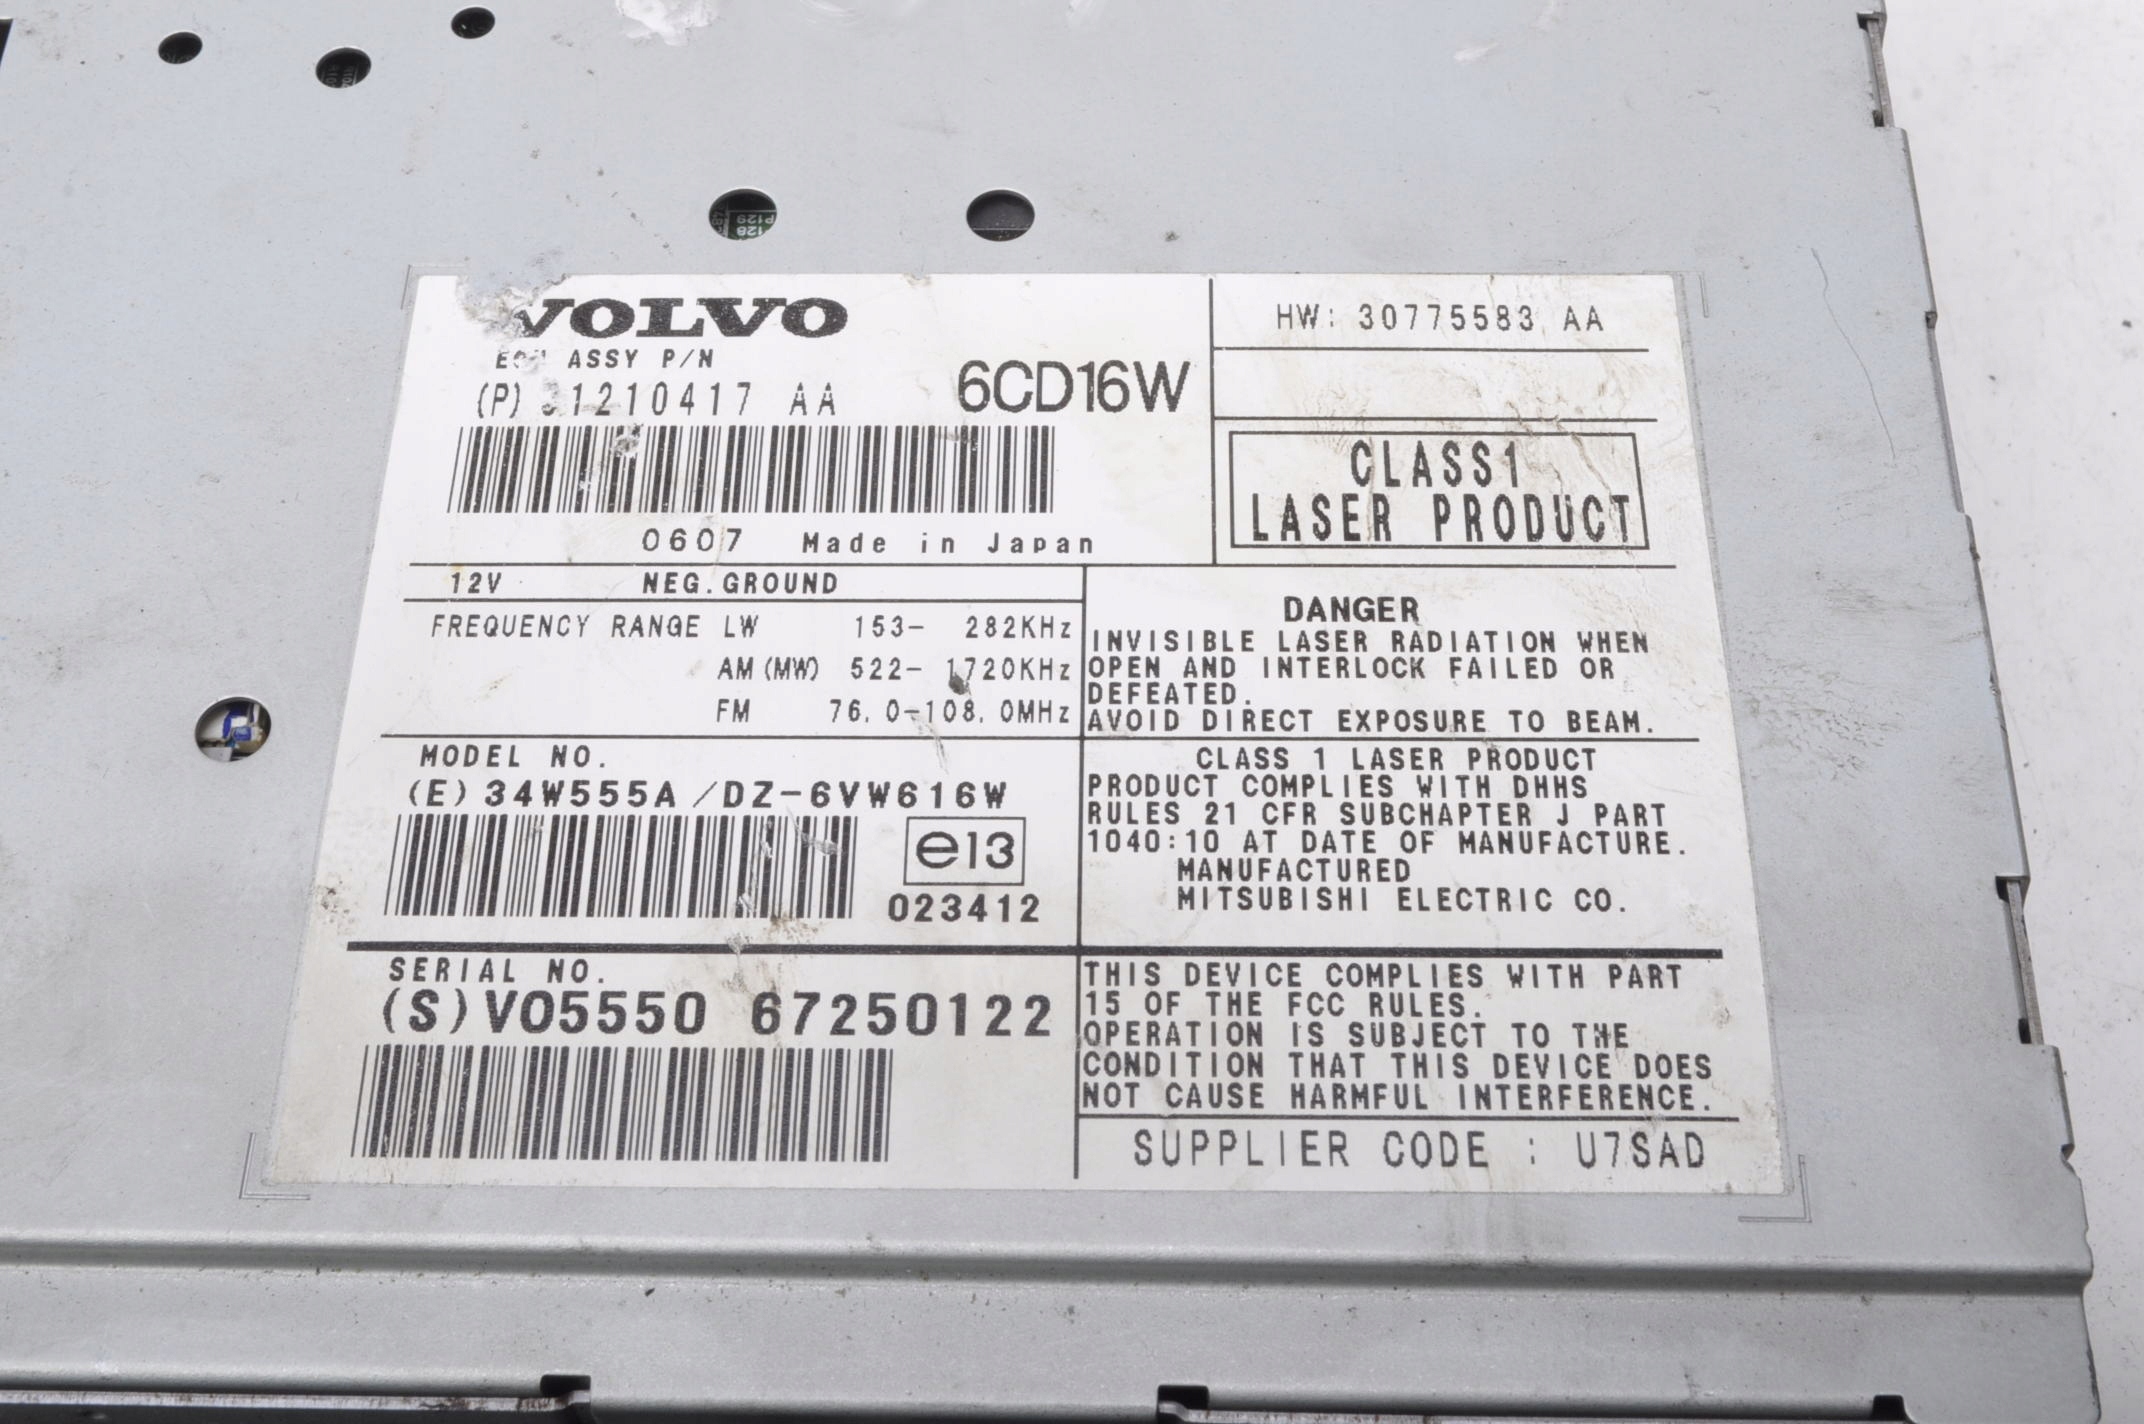 VOLVO
ASSY P/N
(P) 31210417 AA
6CD16W
0607 Made in Japan
HW: 30775583 AA
CLASS1
LASER PRODUCT
12V NEG.GROUND
FREQUENCY RANGE LW 153- 282KHz
AM(MW) 522- 1720KHz
FM 76.0-108.0MHz
DANGER
INVISIBLE LASER RADIATION WHEN
OPEN AND INTERLOCK FAILED OR
DEFEATED.
AVOID DIRECT EXPOSURE TO BEAM.
MODEL NO.
(E) 34W555A/DZ-6VW616W
e13
023412
CLASS 1 LASER PRODUCT
PRODUCT COMPLIES WITH DHHS
RULES 21 CFR SUBCHAPTER J PART
1040:10 AT DATE OF MANUFACTURE.
MANUFACTURED
MITSUBISHI ELECTRIC CO.
SERIAL NO.
(S)VO5550 67250122
THIS DEVICE COMPLIES WITH PART
15 OF THE FCC RULES.
OPERATION IS SUBJECT TO THE
CONDITION THAT THIS DEVICE DOES
NOT CAUSE HARMFUL INTERFERENCE.
SUPPLIER CODE : U7SAD